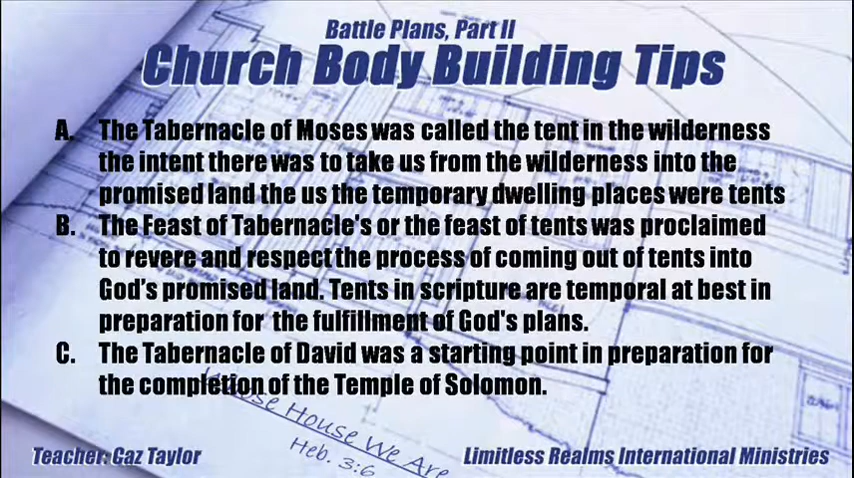 Battle Plans, Part II
Church Body Building Tips
A. The Tabernacle of Moses was called the tent in the wilderness
the intent there was to take us from the wilderness into the
promised land the us the temporary dwelling places were tents
B. The Feast of Tabernacle's or the feast of tents was proclaimed
to revere and respect the process of coming out of tents into
God's promised land. Tents in scripture are temporal at best in
preparation for the fulfillment of God's plans.
C. The Tabernacle of David was a starting point in preparation for
the completion of the Temple of Solomon.
House We Are
Heb. 3:6
Teacher: Caz Taylor
Limitless Realms International Ministries